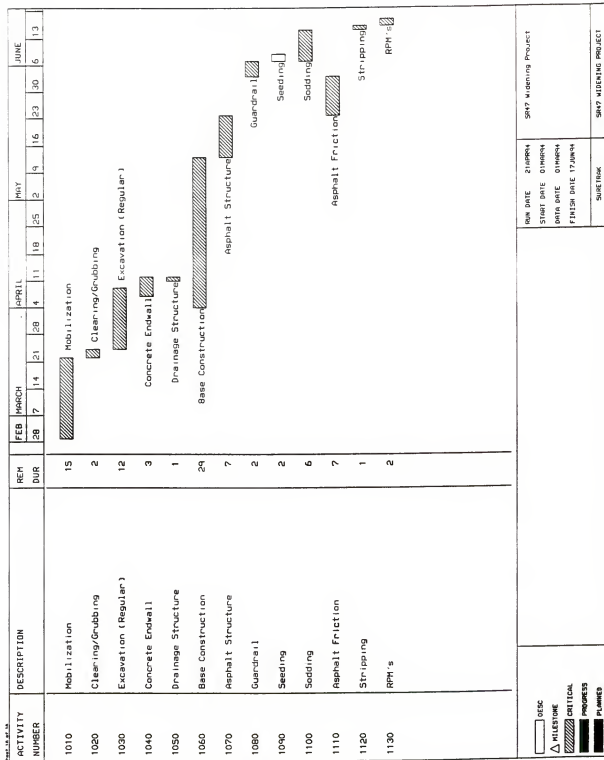 ACTIVITY DESCRIPTION REM FEB MARCH APRIL MAY JUNE
NUMBER DUR 28 7 14 21 28 4 11 18 25 2 9 16 23 30 6 13
1010 Mobilization 15 Mobilization
1020 Clearing/Grubbing 2 Clearing/Grubbing
1030 Excavation (Regular) 12 Excavation (Regular)
1040 Concrete Endwall 3 Concrete Endwall
1050 Drainage Structure 1 Drainage Structure
1060 Base Construction 29 Base Construction
1070 Asphalt Structure 7 Asphalt Structure
1080 Guardrail 2 Guardrail
1090 Seeding 2 Seeding
1100 Sodding 6 Sodding
1110 Asphalt Friction 7 Asphalt Friction
1120 Stripping 1 Stripping
1130 RPM's 2 RPM's
DESC
MILESTONE
CRITICAL
PROGRESS
PLANNED
RUN DATE 21APR94
START DATE 01MAR94
DATA DATE 01MAR94
FINISH DATE 17JUN94
SURETRAK
SR47 Widening Project
SR47 WIDENING PROJECT